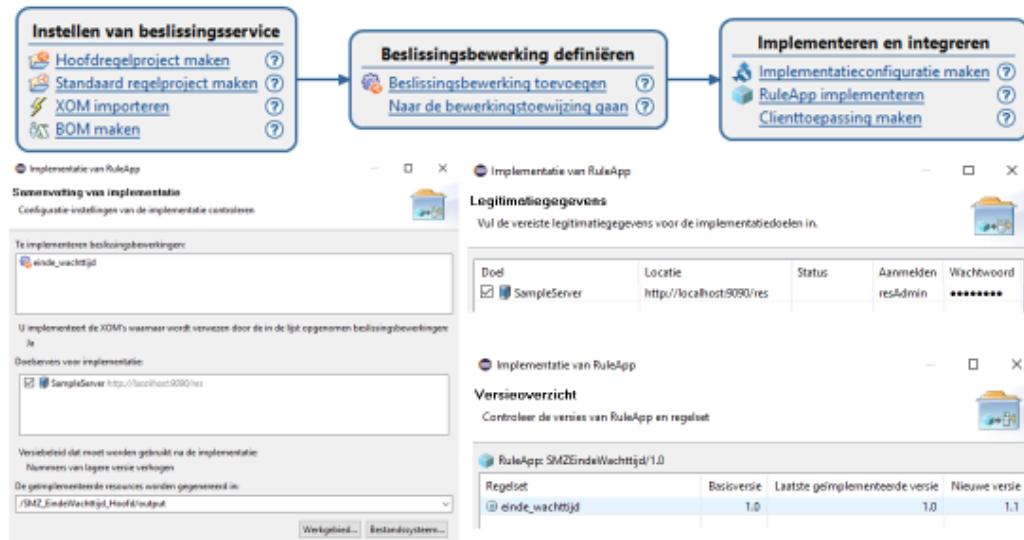 Instellen van beslissingsservice
Hoofdregelproject maken
Standaard regelproject maken
XOM importeren
BOM maken
Beslissingsbewerking definiëren
Beslissingsbewerking toevoegen
Naar de bewerkingstoewijzing gaan
Implementeren en integreren
Implementatieconfiguratie maken
RuleApp implementeren
Clienttoepassing maken
Implementatie van RuleApp
Samenvatting van implementatie
Configuratie-instellingen van de implementatie controleren
Te implementeren beslissingsbewerkingen:
einde_wachttijd
U implementeert de XOM's waarnaar wordt verwezen door de in de lijst opgenomen beslissingsbewerkingen:
Ja
Doelservers voor implementatie:
SampleServer http://localhost:9090/res
Versiebeleid dat moet worden gebruikt na de implementatie:
Nummers van lagere versie verhogen
De geïmplementeerde resources worden gegenereerd in:
/SMZ_EindeWachttijd_Hoofd/output
Werkgebied... Bestandssysteem...
Implementatie van RuleApp
Legitimatiegegevens
Vul de vereiste legitimatiegegevens voor de implementatiedoelen in.
Doel Locatie Status Aanmelden Wachtwoord
SampleServer http://localhost:9090/res resAdmin ••••••••
Implementatie van RuleApp
Versieoverzicht
Controleer de versies van RuleApp en regelset
RuleApp: SMZEindeWachttijd/1.0
Regelset Basisversie Laatste geïmplementeerde versie Nieuwe versie
einde_wachttijd 1.0 1.0 1.1